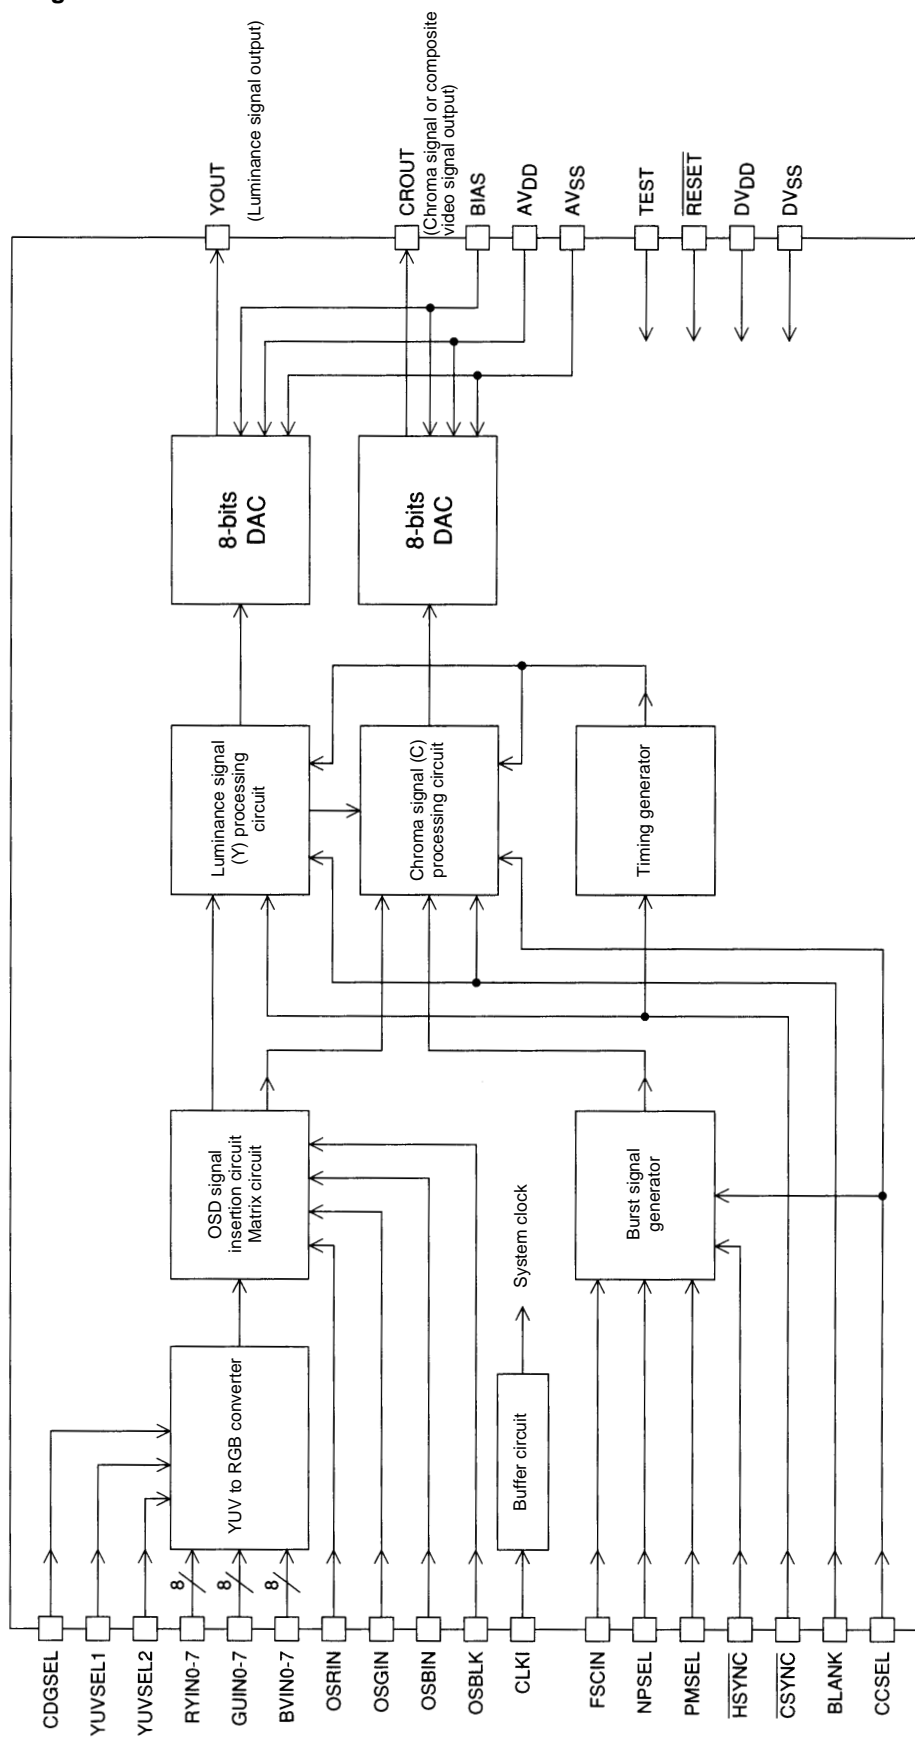 CDGSEL
YUVSEL1
YUVSEL2
RYIN0-7
GUIN0-7
BVIN0-7
OSRIN
OSGIN
OSBIN
OSBLK
CLKI
FSCIN
NPSEL
PMSEL
HSYNC
CSYNC
BLANK
CCSEL
8
8
8
YUV to RGB converter
OSD signal
insertion circuit
Matrix circuit
Buffer circuit
System clock
Burst signal
generator
Luminance signal
(Y) processing
circuit
Chroma signal (C)
processing circuit
Timing generator
8-bits
DAC
8-bits
DAC
YOUT
(Luminance signal output)
CROUT
(Chroma signal or composite
video signal output)
BIAS
AVDD
AVSS
TEST
RESET
DVDD
DVSS